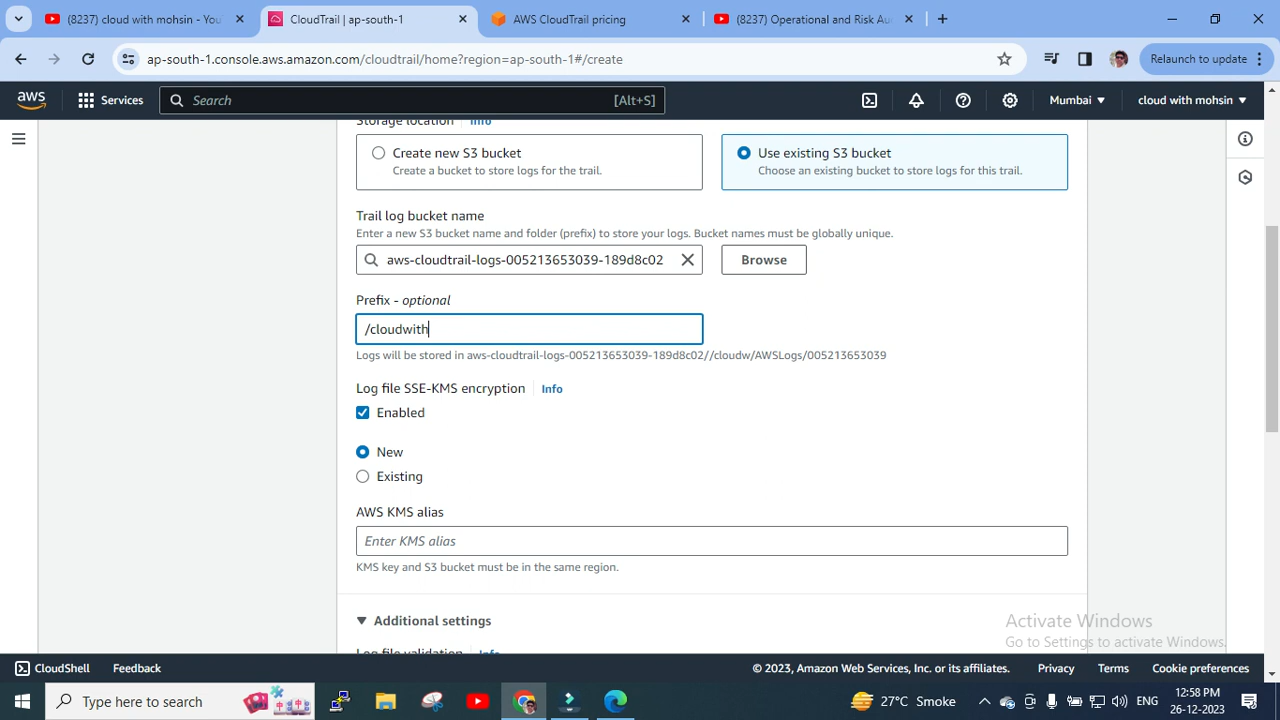 (8237) cloud with mohsin - You
CloudTrail | ap-south-1
AWS CloudTrail pricing
(8237) Operational and Risk Au
ap-south-1.console.aws.amazon.com/cloudtrail/home?region=ap-south-1#/create
Relaunch to update
aws
Services
Search
[Alt+S]
Mumbai
cloud with mohsin
Storage location
Info
Create new S3 bucket
Create a bucket to store logs for the trail.
Use existing S3 bucket
Choose an existing bucket to store logs for this trail.
Trail log bucket name
Enter a new S3 bucket name and folder (prefix) to store your logs. Bucket names must be globally unique.
aws-cloudtrail-logs-005213653039-189d8c02
Browse
Prefix - optional
/cloudwith
Logs will be stored in aws-cloudtrail-logs-005213653039-189d8c02//cloudw/AWSLogs/005213653039
Log file SSE-KMS encryption
Info
Enabled
New
Existing
AWS KMS alias
Enter KMS alias
KMS key and S3 bucket must be in the same region.
Additional settings
Log file validation
Info
Activate Windows
Go to Settings to activate Windows.
CloudShell
Feedback
© 2023, Amazon Web Services, Inc. or its affiliates.
Privacy
Terms
Cookie preferences
Type here to search
27°C Smoke
ENG
12:58 PM
26-12-2023